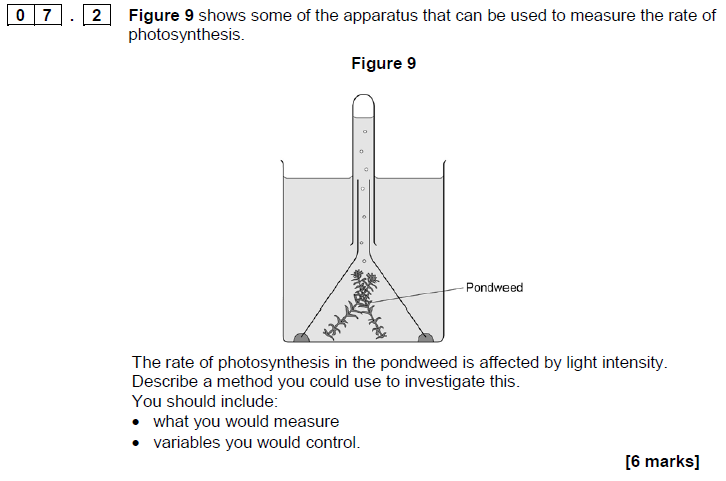 0 7 . 2 Figure 9 shows some of the apparatus that can be used to measure the rate of
photosynthesis.
Figure 9
Pondweed
The rate of photosynthesis in the pondweed is affected by light intensity.
Describe a method you could use to investigate this.
You should include:
• what you would measure
• variables you would control.
[6 marks]